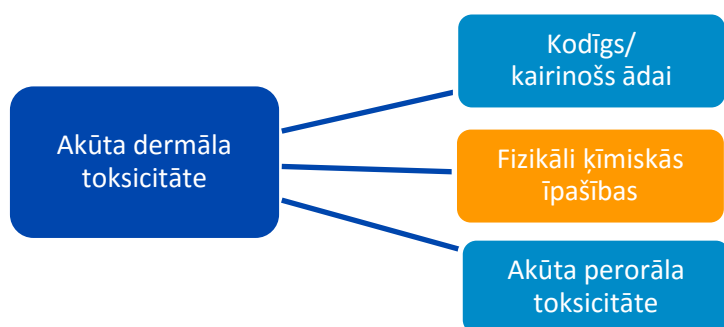 Akūta dermāla
toksicitāte
Kodīgs/
kairinošs ādai
Fizikāli ķīmiskās
īpašības
Akūta perorāla
toksicitāte